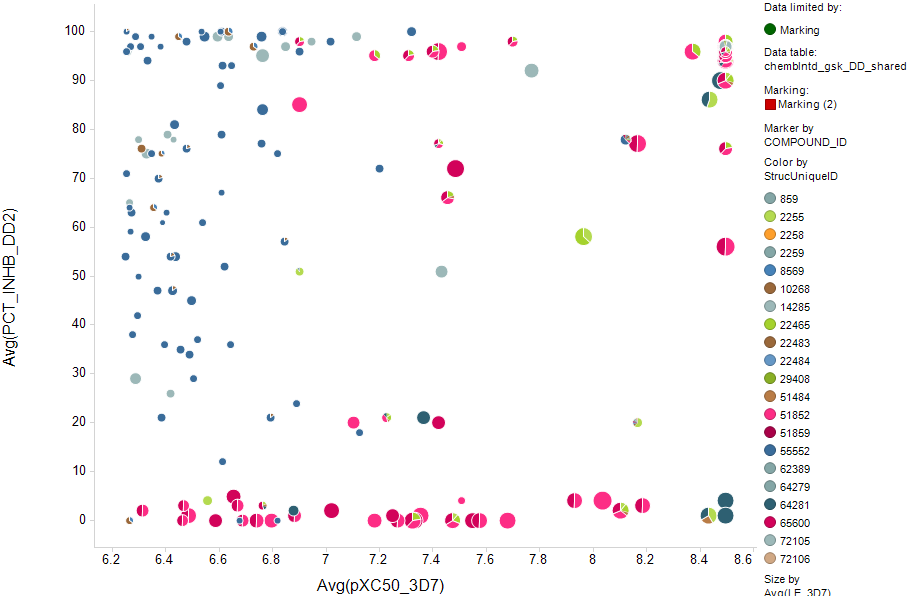 Data limited by:
Marking
Data table:
chemblntd_gsk_DD_shared
Marking:
Marking (2)
Marker by
COMPOUND_ID
Color by
StrucUniqueID
859
2255
2258
2259
8569
10268
14285
22465
22483
22484
29408
51484
51852
51859
55552
62389
64279
64281
65600
72105
72106
Size by
Avg(LE_3D7)
Avg(PCT_INHB_DD2)
100
90
80
70
60
50
40
30
20
10
0
6.2 6.4 6.6 6.8 7 7.2 7.4 7.6 7.8 8 8.2 8.4 8.6
Avg(pXC50_3D7)